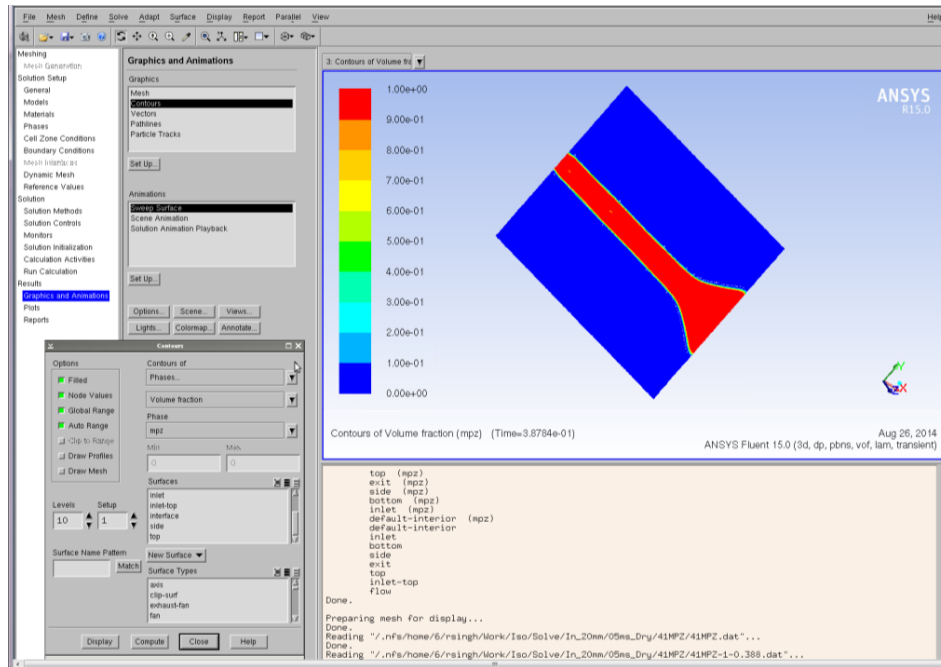 File Mesh Define Solve Adapt Surface Display Report Parallel View Help
Meshing
Mesh Generation
Solution Setup
General
Models
Materials
Phases
Cell Zone Conditions
Boundary Conditions
Mesh Interfaces
Dynamic Mesh
Reference Values
Solution
Solution Methods
Solution Controls
Monitors
Solution Initialization
Calculation Activities
Run Calculation
Results
Graphics and Animations
Plots
Reports
Graphics and Animations
Graphics
Mesh
Contours
Vectors
Pathlines
Particle Tracks
Set Up...
Animations
Sweep Surface
Scene Animation
Solution Animation Playback
Set Up...
Options... Scene... Views...
Lights... Colormap... Annotate...
Contours
Options
Filled
Node Values
Global Range
Auto Range
Clip to Range
Draw Profiles
Draw Mesh
Levels Setup
10 1
Surface Name Pattern
Match
Contours of
Phases...
Volume fraction
Phase
mpz
Min Max
0 0
Surfaces
inlet
inlet-top
interface
side
top
New Surface
Surface Types
axis
clip-surf
exhaust-fan
fan
Display Compute Close Help
3: Contours of Volume fra
1.00e+00
9.00e-01
8.00e-01
7.00e-01
6.00e-01
5.00e-01
4.00e-01
3.00e-01
2.00e-01
1.00e-01
0.00e+00
ANSYS
R15.0
Y
X
Contours of Volume fraction (mpz) (Time=3.8784e-01)
Aug 26, 2014
ANSYS Fluent 15.0 (3d, dp, pbns, vof, lam, transient)
top (mpz)
exit (mpz)
side (mpz)
bottom (mpz)
inlet (mpz)
default-interior (mpz)
default-interior
inlet
bottom
side
exit
top
inlet-top
flow
Done.
Preparing mesh for display...
Done.
Reading "/.nfs/home/6/rsingh/Work/Iso/Solve/In_20mm/05ms_Dry/41MPZ/41MPZ.dat"...
Done.
Reading "/.nfs/home/6/rsingh/Work/Iso/Solve/In_20mm/05ms_Dry/41MPZ/41MPZ-1-0.388.dat"...